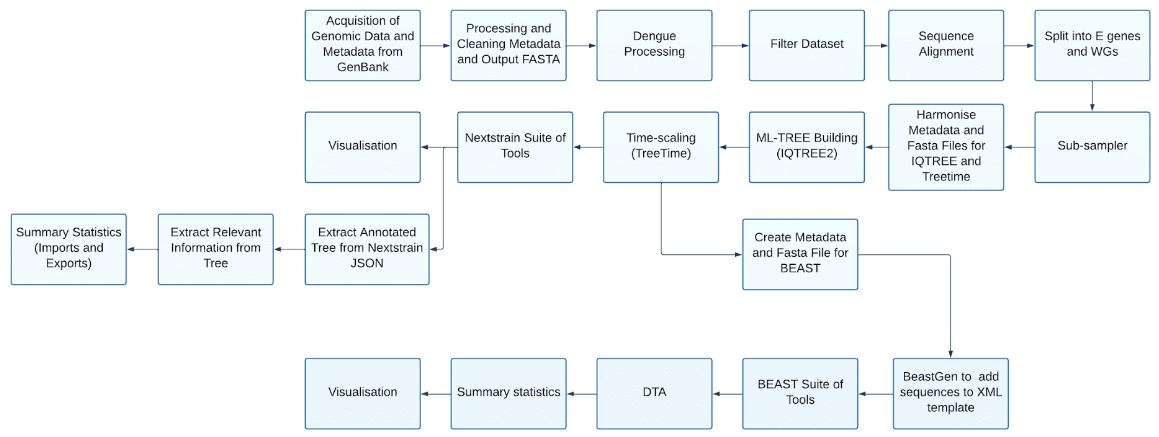 Acquisition of
Genomic Data and
Metadata from
GenBank
Processing and
Cleaning Metadata
and Output FASTA
Dengue
Processing
Filter Dataset
Sequence
Alignment
Split into E genes
and WGs
Visualisation
Nextstrain Suite of
Tools
Time-scaling
(TreeTime)
ML-TREE Building
(IQTREE2)
Harmonise
Metadata and
Fasta Files for
IQTREE and
Treetime
Sub-sampler
Summary Statistics
(Imports and
Exports)
Extract Relevant
Information from
Tree
Extract Annotated
Tree from Nextstrain
JSON
Create Metadata
and Fasta File for
BEAST
Visualisation
Summary statistics
DTA
BEAST Suite of
Tools
BeastGen to add
sequences to XML
template